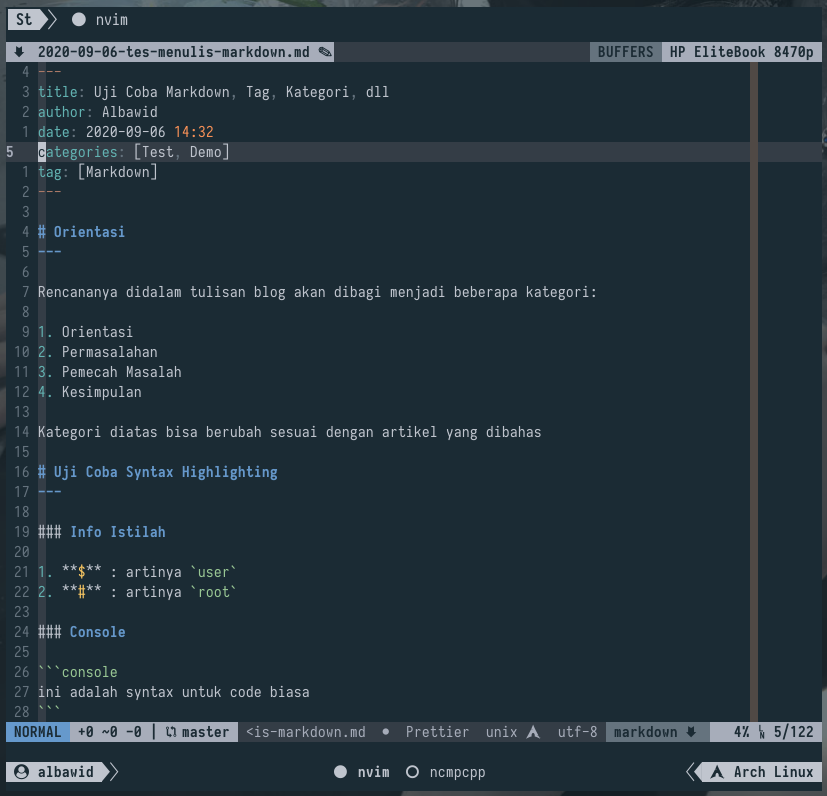 St nvim
2020-09-06-tes-menulis-markdown.md ✎ BUFFERS HP EliteBook 8470p
4 ---
3 title: Uji Coba Markdown, Tag, Kategori, dll
2 author: Albawid
1 date: 2020-09-06 14:32
5 categories: [Test, Demo]
1 tag: [Markdown]
2 ---
3
4 # Orientasi
5 ---
6
7 Rencananya didalam tulisan blog akan dibagi menjadi beberapa kategori:
8
9 1. Orientasi
10 2. Permasalahan
11 3. Pemecah Masalah
12 4. Kesimpulan
13
14 Kategori diatas bisa berubah sesuai dengan artikel yang dibahas
15
16 # Uji Coba Syntax Highlighting
17 ---
18
19 ### Info Istilah
20
21 1. **$** : artinya `user`
22 2. **#** : artinya `root`
23
24 ### Console
25
26 ```console
27 ini adalah syntax untuk code biasa
28 ```
NORMAL +0 ~0 -0 | master <is-markdown.md • Prettier unix utf-8 markdown 4% 5/122
albawid nvim ncmpcpp Arch Linux